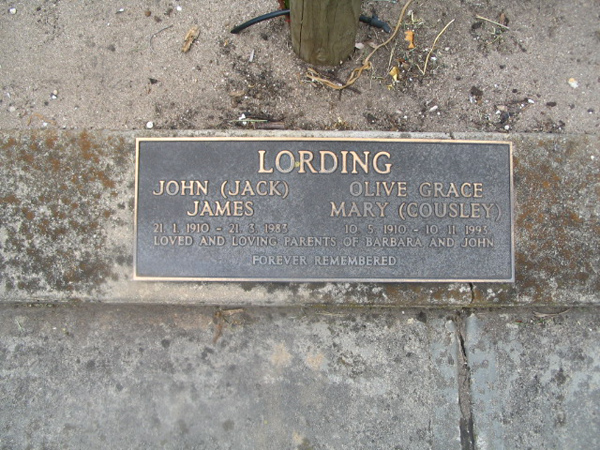 LORDING
JOHN (JACK) JAMES
21. 1. 1910 - 21. 3. 1983
OLIVE GRACE MARY (COUSLEY)
10. 5. 1910 - 10. 11. 1993
LOVED AND LOVING PARENTS OF BARBARA AND JOHN
FOREVER REMEMBERED